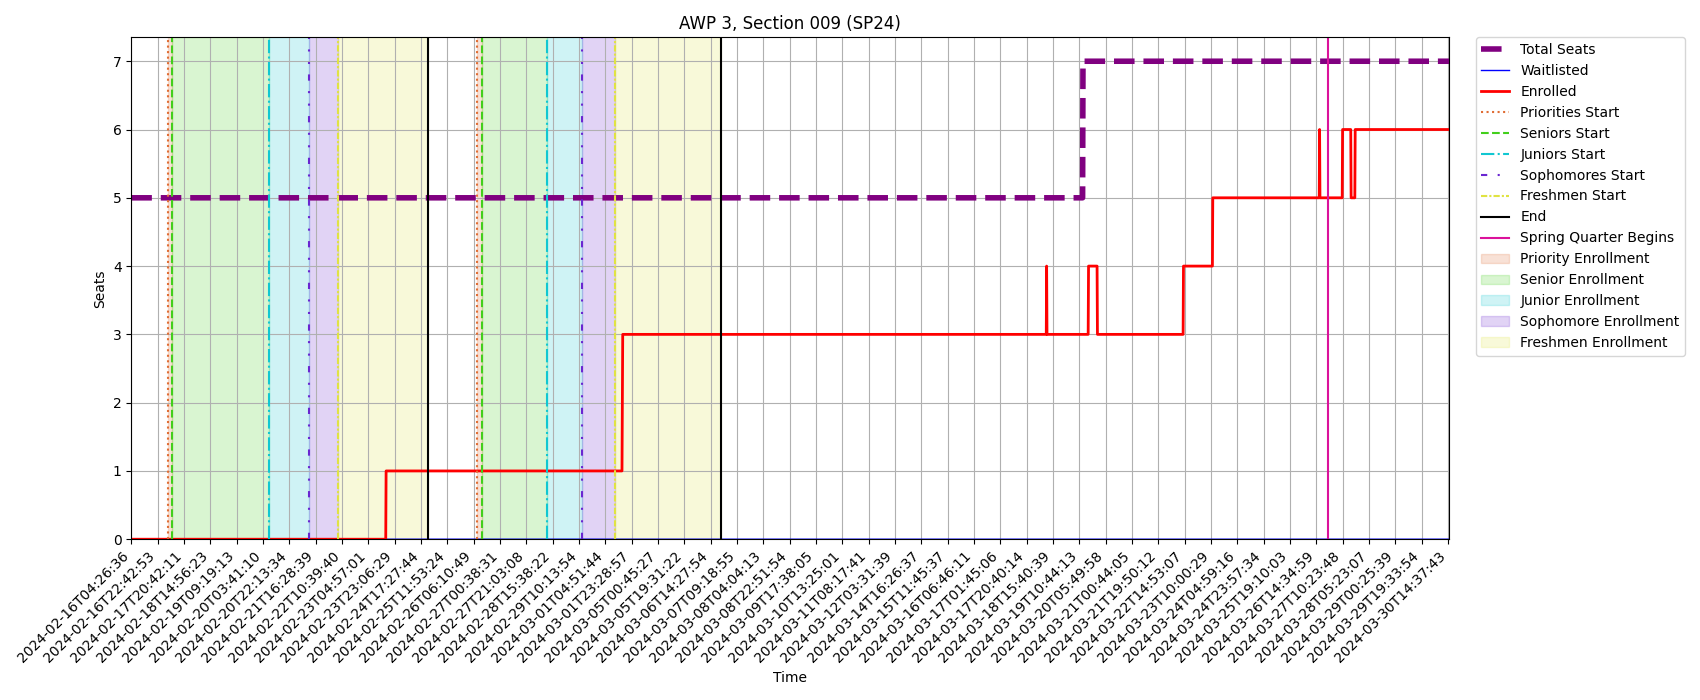 AWP 3, Section 009 (SP24)
Seats
7
6
5
4
3
2
1
0
2024-02-16T04:26:36
2024-02-16T22:42:53
2024-02-17T20:42:11
2024-02-18T14:56:23
2024-02-19T09:19:13
2024-02-20T03:41:10
2024-02-20T22:13:34
2024-02-21T16:28:39
2024-02-22T10:39:40
2024-02-23T04:57:01
2024-02-23T23:06:29
2024-02-24T17:27:44
2024-02-25T11:53:24
2024-02-26T06:10:49
2024-02-27T00:38:31
2024-02-27T21:03:08
2024-02-28T15:38:22
2024-02-29T10:13:54
2024-03-01T04:51:44
2024-03-01T23:28:57
2024-03-05T00:45:27
2024-03-05T19:31:22
2024-03-06T14:27:54
2024-03-07T09:18:55
2024-03-08T04:04:13
2024-03-08T22:51:54
2024-03-09T17:38:05
2024-03-10T13:25:01
2024-03-11T08:17:41
2024-03-12T03:31:39
2024-03-14T16:26:37
2024-03-15T11:45:37
2024-03-16T06:46:11
2024-03-17T01:45:06
2024-03-17T20:40:14
2024-03-18T15:40:39
2024-03-19T10:44:13
2024-03-20T05:49:58
2024-03-21T00:44:05
2024-03-21T19:50:12
2024-03-22T14:53:07
2024-03-23T10:00:29
2024-03-24T04:59:16
2024-03-24T23:57:34
2024-03-25T19:10:03
2024-03-26T14:34:59
2024-03-27T10:23:48
2024-03-28T05:23:07
2024-03-29T00:25:39
2024-03-29T19:33:54
2024-03-30T14:37:43
Time
Total Seats
Waitlisted
Enrolled
Priorities Start
Seniors Start
Juniors Start
Sophomores Start
Freshmen Start
End
Spring Quarter Begins
Priority Enrollment
Senior Enrollment
Junior Enrollment
Sophomore Enrollment
Freshmen Enrollment